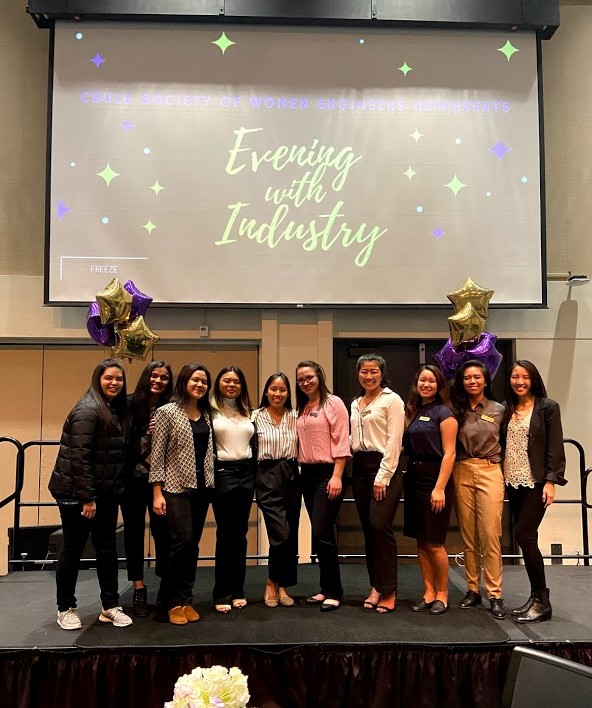 CSULB SOCIETY OF WOMEN ENGINEERS REPRESENTS
Evening
with
Industry
FREEZE